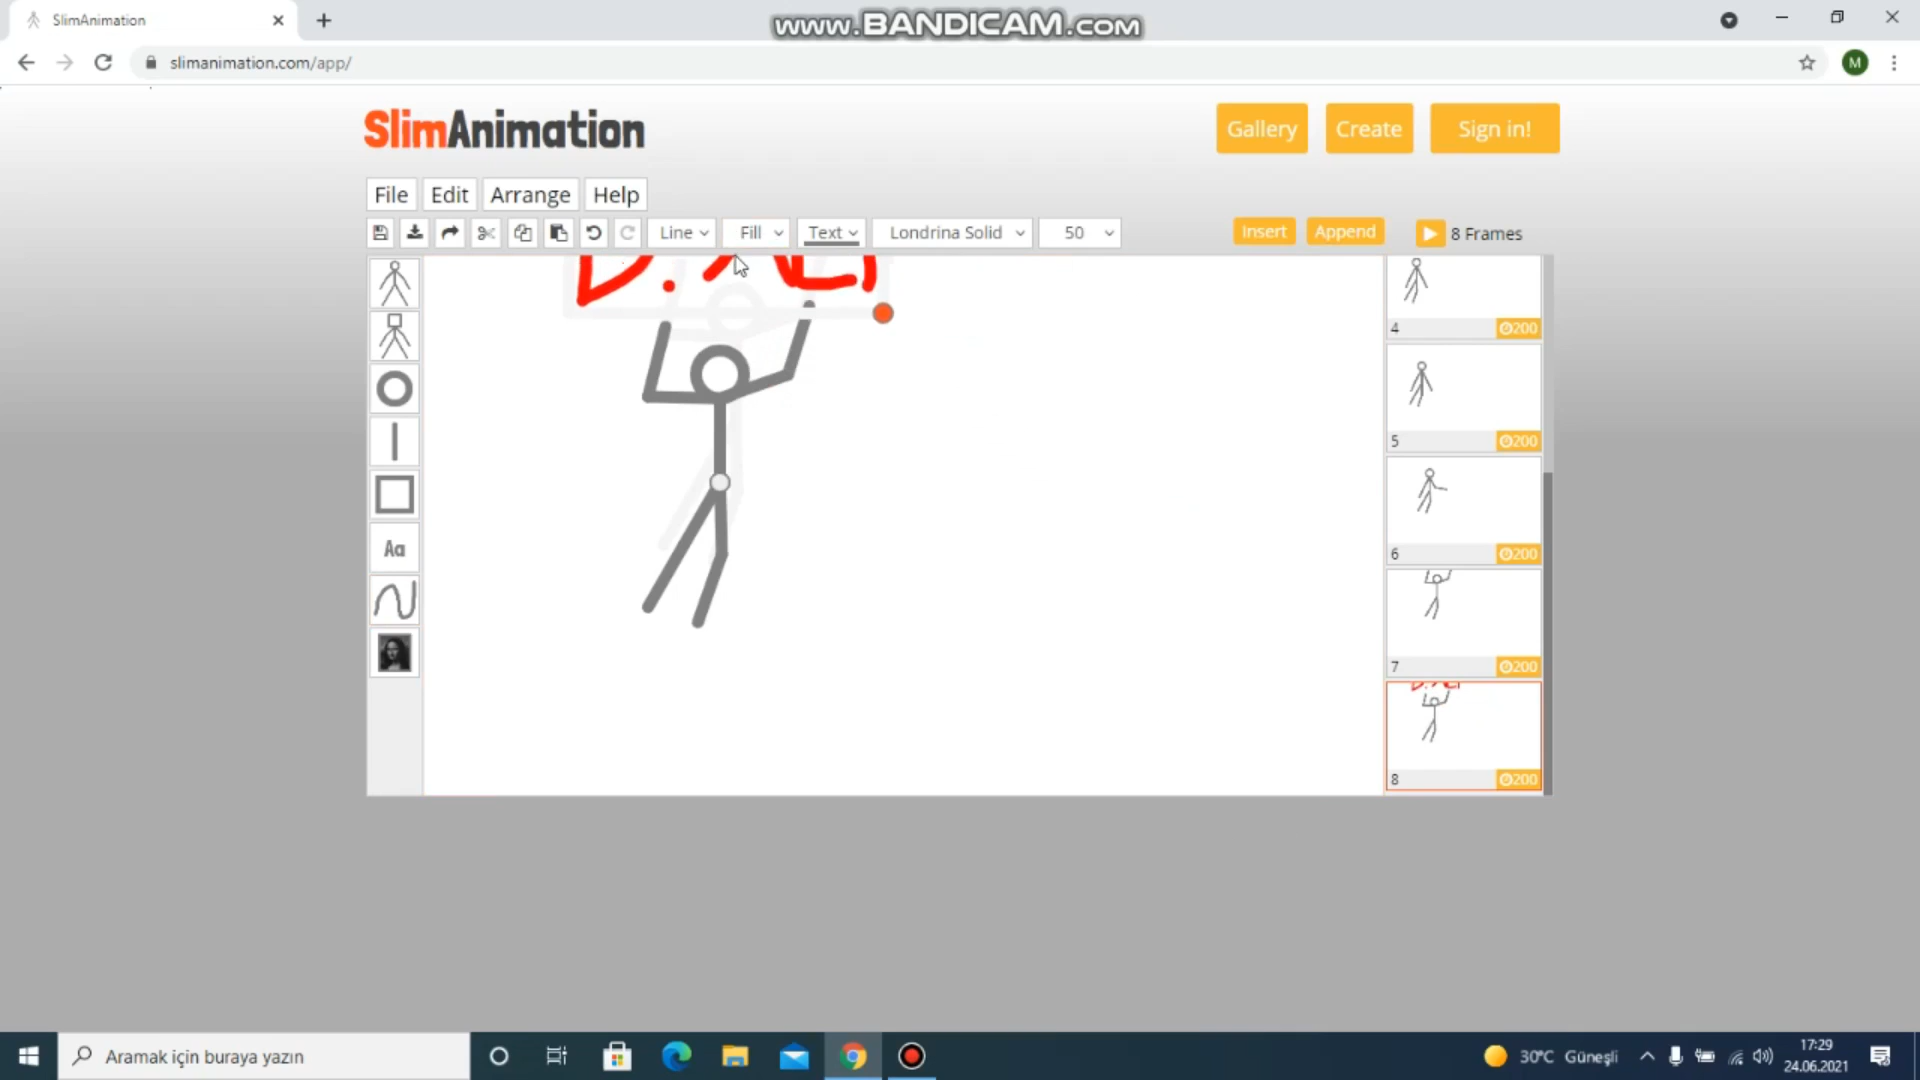 SlimAnimation
www.BANDICAM.com
slimanimation.com/app/
M
SlimAnimation
Gallery Create Sign in!
File Edit Arrange Help
Line Fill Text Londrina Solid 50 Insert Append 8 Frames
4 200
5 200
Aa
6 200
7 200
8 200
Aramak için buraya yazın
30°C Güneşli
17:29
24.06.2021